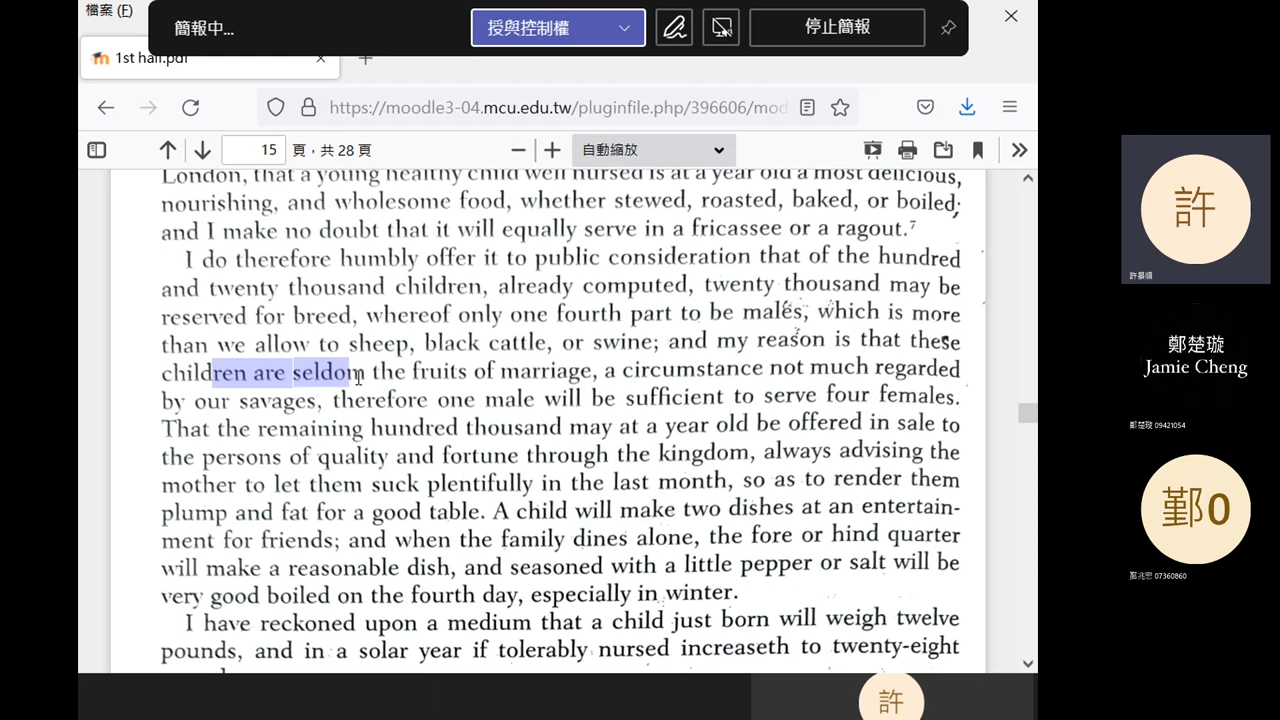 檔案 (F)
簡報中...
授與控制權
停止簡報
1st half.pdf
https://moodle3-04.mcu.edu.tw/pluginfile.php/396606/mod
15 頁，共 28 頁
自動縮放
London, that a young healthy child well nursed is at a year old a most delicious,
nourishing, and wholesome food, whether stewed, roasted, baked, or boiled;
and I make no doubt that it will equally serve in a fricassee or a ragout.7
I do therefore humbly offer it to public consideration that of the hundred
and twenty thousand children, already computed, twenty thousand may be
reserved for breed, whereof only one fourth part to be males, which is more
than we allow to sheep, black cattle, or swine; and my reason is that these
children are seldom the fruits of marriage, a circumstance not much regarded
by our savages, therefore one male will be sufficient to serve four females.
That the remaining hundred thousand may at a year old be offered in sale to
the persons of quality and fortune through the kingdom, always advising the
mother to let them suck plentifully in the last month, so as to render them
plump and fat for a good table. A child will make two dishes at an entertain-
ment for friends; and when the family dines alone, the fore or hind quarter
will make a reasonable dish, and seasoned with a little pepper or salt will be
very good boiled on the fourth day, especially in winter.
I have reckoned upon a medium that a child just born will weigh twelve
pounds, and in a solar year if tolerably nursed increaseth to twenty-eight
許
鄭楚璇
Jamie Cheng
鄭楚璇 09421054
鄞0
鄞兆宏 07360860
許